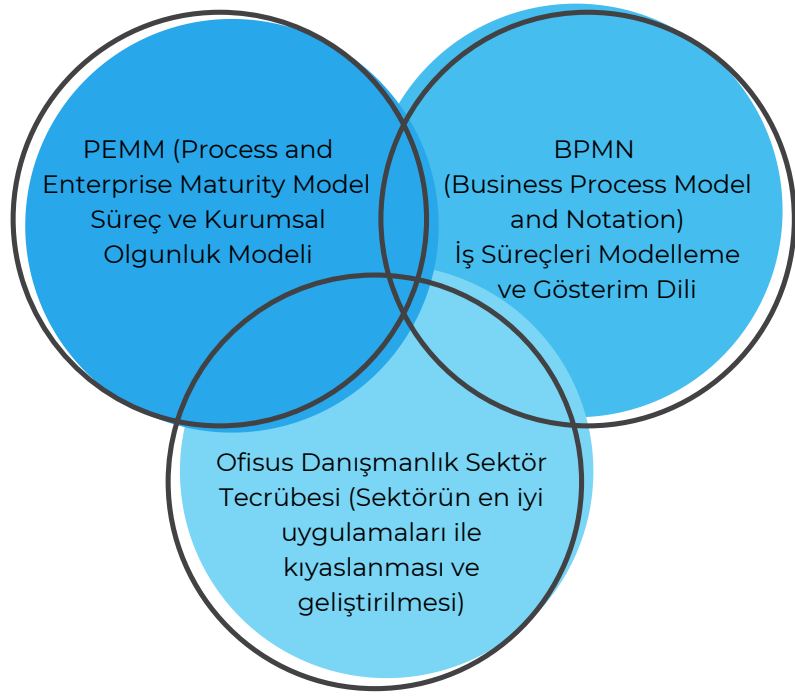 PEMM (Process and
Enterprise Maturity Model
Süreç ve Kurumsal
Olgunluk Modeli
BPMN
(Business Process Model
and Notation)
İş Süreçleri Modelleme
ve Gösterim Dili
Ofisus Danışmanlık Sektör
Tecrübesi (Sektörün en iyi
uygulamaları ile
kıyaslanması ve
geliştirilmesi)